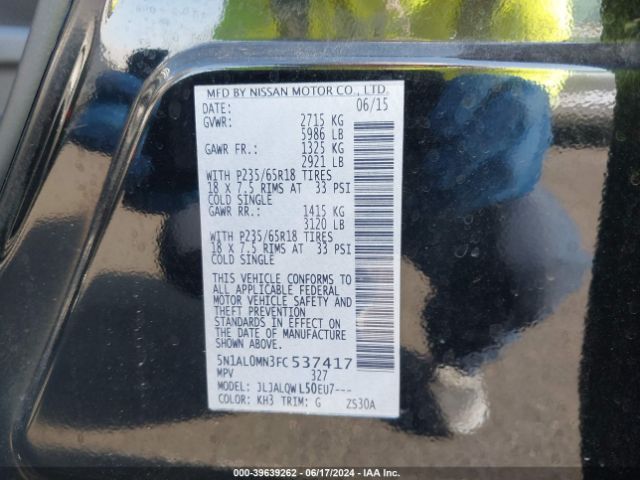 MFD BY NISSAN MOTOR CO., LTD.
DATE: 06/15
GVWR: 2715 KG
5986 LB
GAWR FR.: 1325 KG
2921 LB
WITH P235/65R18 TIRES
18 X 7.5 RIMS AT 33 PSI
COLD SINGLE
GAWR RR.: 1415 KG
3120 LB
WITH P235/65R18 TIRES
18 X 7.5 RIMS AT 33 PSI
COLD SINGLE
THIS VEHICLE CONFORMS TO
ALL APPLICABLE FEDERAL
MOTOR VEHICLE SAFETY AND
THEFT PREVENTION
STANDARDS IN EFFECT ON
THE DATE OF MANUFACTURE
SHOWN ABOVE.
5N1AL0MN3FC537417
MPV 327
MODEL: JLJALQWL50EU7---
COLOR: KH3 TRIM: G ZS30A
000-39639262 - 06/17/2024 - IAA Inc.